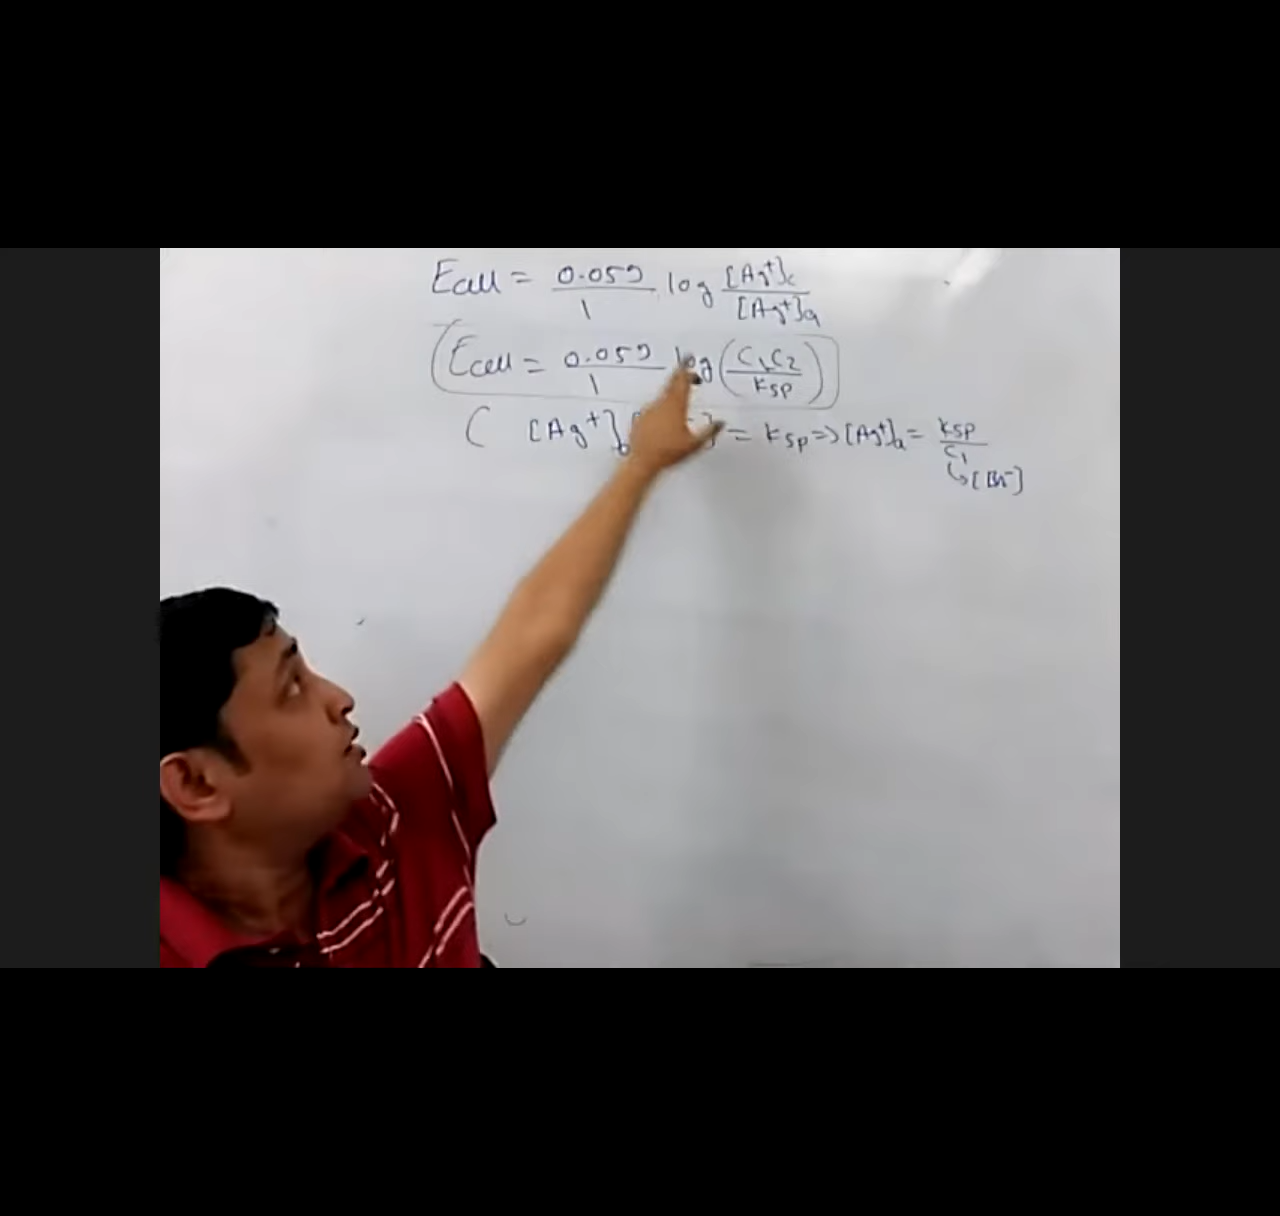 Ecell = 0.059/1 log [Ag+]c/[Ag+]a
Ecell = 0.059/1 log (C1C2/Ksp)
( [Ag+]a = Ksp => [Ag+]a = Ksp/C1
↳ [Br-]